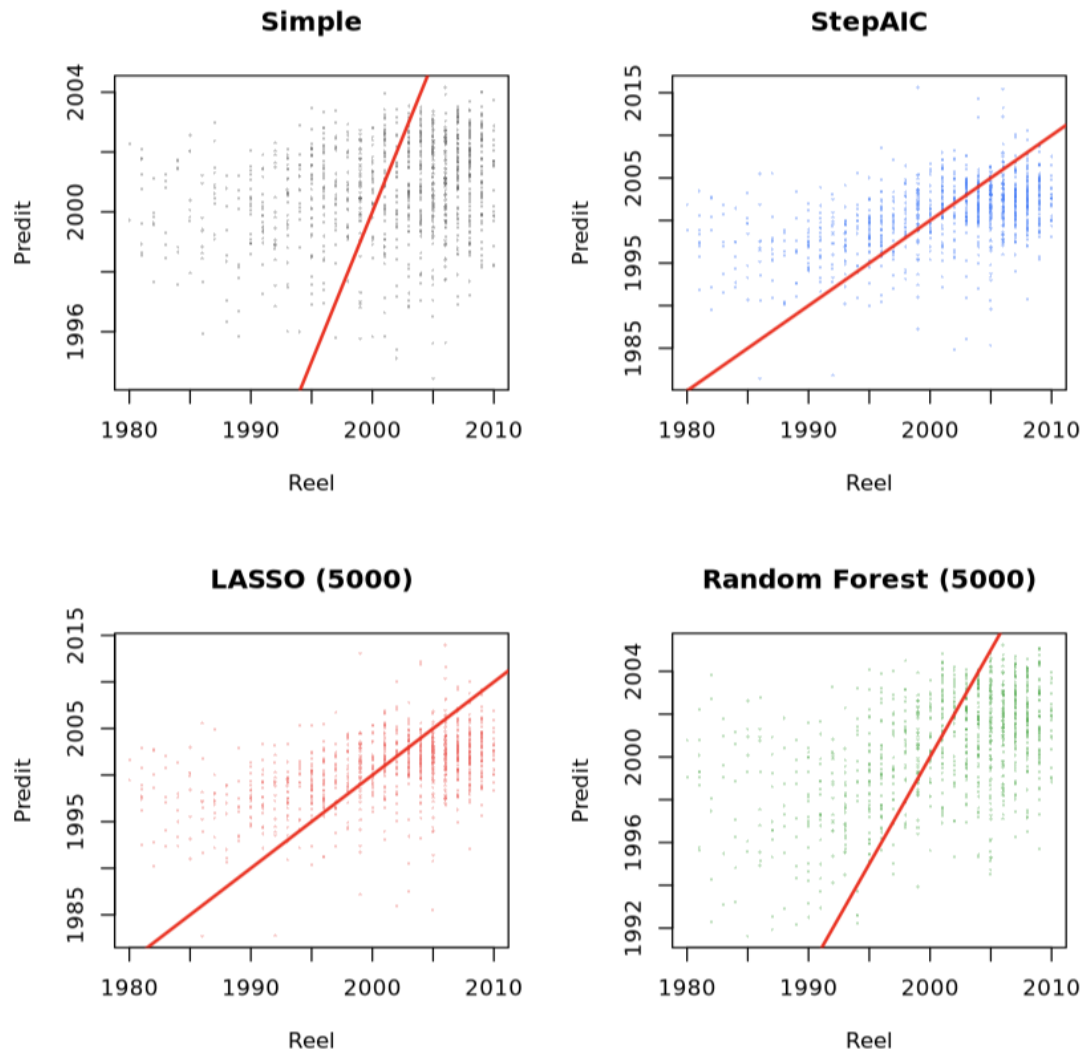 Simple
StepAIC
2004
2000
1996
Predit
1980 1990 2000 2010
Reel
2015
2005
1995
1985
Predit
1980 1990 2000 2010
Reel
LASSO (5000)
Random Forest (5000)
2015
2005
1995
1985
Predit
1980 1990 2000 2010
Reel
2004
2000
1996
1992
Predit
1980 1990 2000 2010
Reel